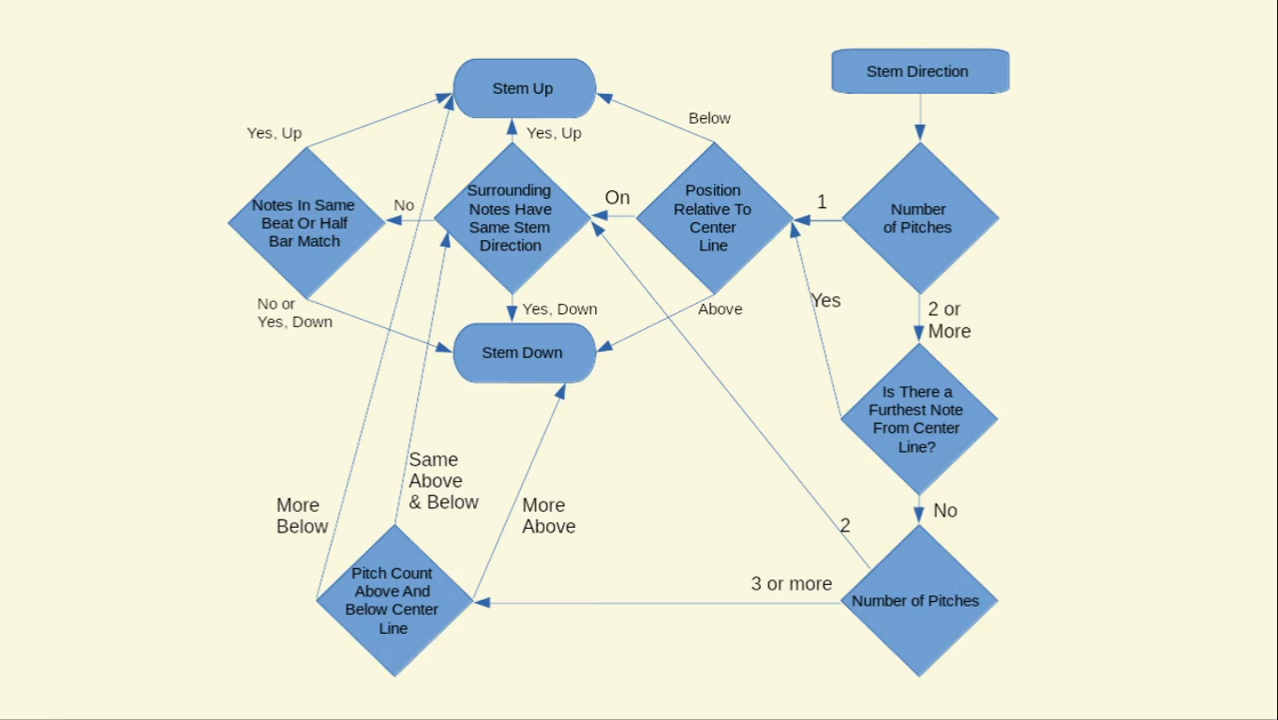 Stem Direction
Stem Up
Below
Yes, Up
Yes, Up
Surrounding
Notes Have
Same Stem
Direction
Position
Relative To
Center
Line
Number
of Pitches
Notes In Same
Beat Or Half
Bar Match
No
On
1
No or
Yes, Down
Yes, Down
Above
Yes
2 or
More
Stem Down
Is There a
Furthest Note
From Center
Line?
Same
Above
& Below
More
Below
More
Above
2
No
3 or more
Pitch Count
Above And
Below Center
Line
Number of Pitches